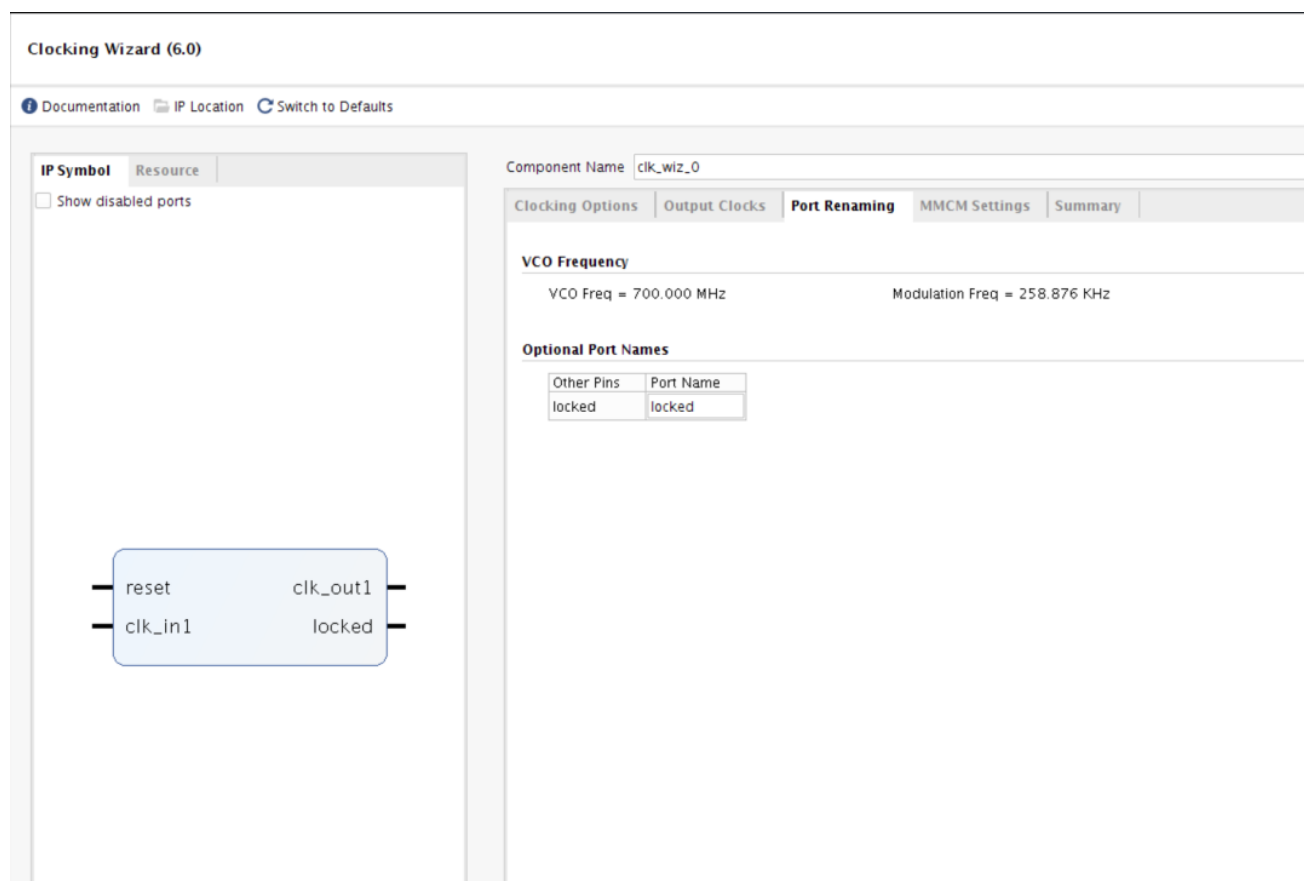 Clocking Wizard (6.0)
Documentation IP Location Switch to Defaults
IP Symbol Resource
Show disabled ports
reset clk_out1
clk_in1 locked
Component Name clk_wiz_0
Clocking Options Output Clocks Port Renaming MMCM Settings Summary
VCO Frequency
VCO Freq = 700.000 MHz Modulation Freq = 258.876 KHz
Optional Port Names
Other Pins Port Name
locked locked